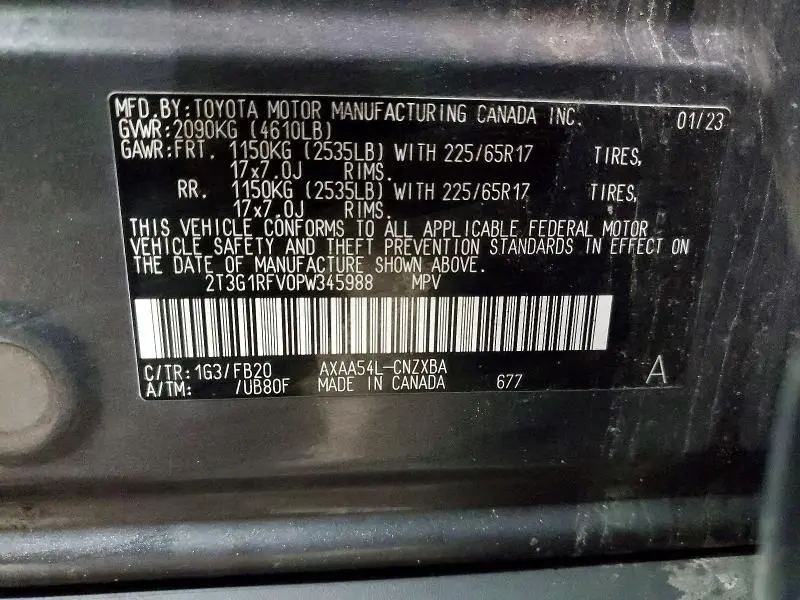 MFD.BY:TOYOTA MOTOR MANUFACTURING CANADA INC. 01/23
GVWR:2090KG (4610LB)
GAWR:FRT. 1150KG (2535LB) WITH 225/65R17 TIRES,
17x7.0J RIMS.
RR. 1150KG (2535LB) WITH 225/65R17 TIRES,
17x7.0J RIMS.
THIS VEHICLE CONFORMS TO ALL APPLICABLE FEDERAL MOTOR
VEHICLE SAFETY AND THEFT PREVENTION STANDARDS IN EFFECT ON
THE DATE OF MANUFACTURE SHOWN ABOVE.
2T3G1RFV0PW345988 MPV
C/TR:1G3/FB20 AXAA54L-CNZXBA
A/TM: /UB80F MADE IN CANADA 677 A